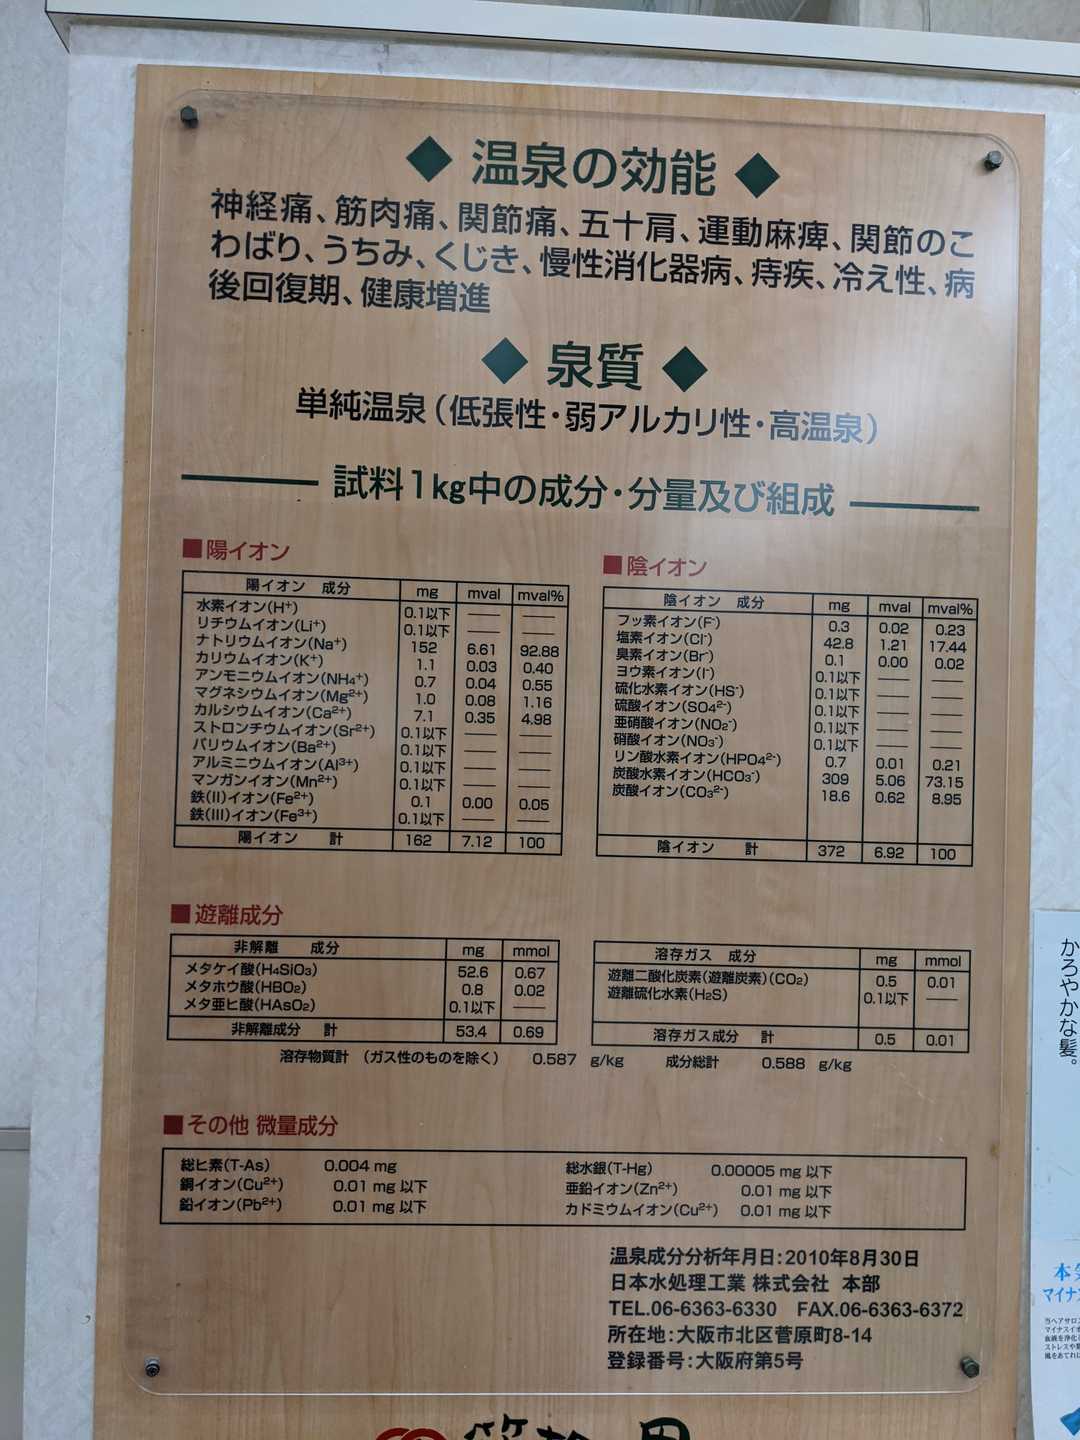 ◆ 温泉の効能 ◆
神経痛、筋肉痛、関節痛、五十肩、運動麻痺、関節のこ
わばり、うちみ、くじき、慢性消化器病、痔疾、冷え性、病
後回復期、健康増進
◆ 泉質 ◆
単純温泉（低張性・弱アルカリ性・高温泉）
試料1kg中の成分・分量及び組成
■陽イオン
陽イオン 成分 mg mval mval%
水素イオン(H⁺) 0.1以下 ―― ――
リチウムイオン(Li⁺) 0.1以下 ―― ――
ナトリウムイオン(Na⁺) 152 6.61 92.88
カリウムイオン(K⁺) 1.1 0.03 0.40
アンモニウムイオン(NH₄⁺) 0.7 0.04 0.55
マグネシウムイオン(Mg²⁺) 1.0 0.08 1.16
カルシウムイオン(Ca²⁺) 7.1 0.35 4.98
ストロンチウムイオン(Sr²⁺) 0.1以下 ―― ――
バリウムイオン(Ba²⁺) 0.1以下 ―― ――
アルミニウムイオン(Al³⁺) 0.1以下 ―― ――
マンガンイオン(Mn²⁺) 0.1以下 ―― ――
鉄(II)イオン(Fe²⁺) 0.1 0.00 0.05
鉄(III)イオン(Fe³⁺) 0.1以下 ―― ――
陽イオン 計 162 7.12 100
■陰イオン
陰イオン 成分 mg mval mval%
フッ素イオン(F⁻) 0.3 0.02 0.23
塩素イオン(Cl⁻) 42.8 1.21 17.44
臭素イオン(Br⁻) 0.1 0.00 0.02
ヨウ素イオン(I⁻) 0.1以下 ―― ――
硫化水素イオン(HS⁻) 0.1以下 ―― ――
硫酸イオン(SO₄²⁻) 0.1以下 ―― ――
亜硝酸イオン(NO₂⁻) 0.1以下 ―― ――
硝酸イオン(NO₃⁻) 0.1以下 ―― ――
リン酸水素イオン(HPO₄²⁻) 0.7 0.01 0.21
炭酸水素イオン(HCO₃⁻) 309 5.06 73.15
炭酸イオン(CO₃²⁻) 18.6 0.62 8.95
陰イオン 計 372 6.92 100
■遊離成分
非解離 成分 mg mmol
メタケイ酸(H₄SiO₃) 52.6 0.67
メタホウ酸(HBO₂) 0.8 0.02
メタ亜ヒ酸(HAsO₂) 0.1以下 ――
非解離成分 計 53.4 0.69
溶存ガス 成分 mg mmol
遊離二酸化炭素(遊離炭素)(CO₂) 0.5 0.01
遊離硫化水素(H₂S) 0.1以下 ――
溶存ガス成分 計 0.5 0.01
溶存物質計 （ガス性のものを除く） 0.587 g/kg 成分総計 0.588 g/kg
■その他 微量成分
総ヒ素(T-As) 0.004 mg 総水銀(T-Hg) 0.00005 mg 以下
銅イオン(Cu²⁺) 0.01 mg 以下 亜鉛イオン(Zn²⁺) 0.01 mg 以下
鉛イオン(Pb²⁺) 0.01 mg 以下 カドミウムイオン(Cu²⁺) 0.01 mg 以下
温泉成分分析年月日：2010年8月30日
日本水処理工業 株式会社 本部
TEL.06-6363-6330 FAX.06-6363-6372
所在地：大阪市北区菅原町8-14
登録番号：大阪府第5号
かろやかな髪。